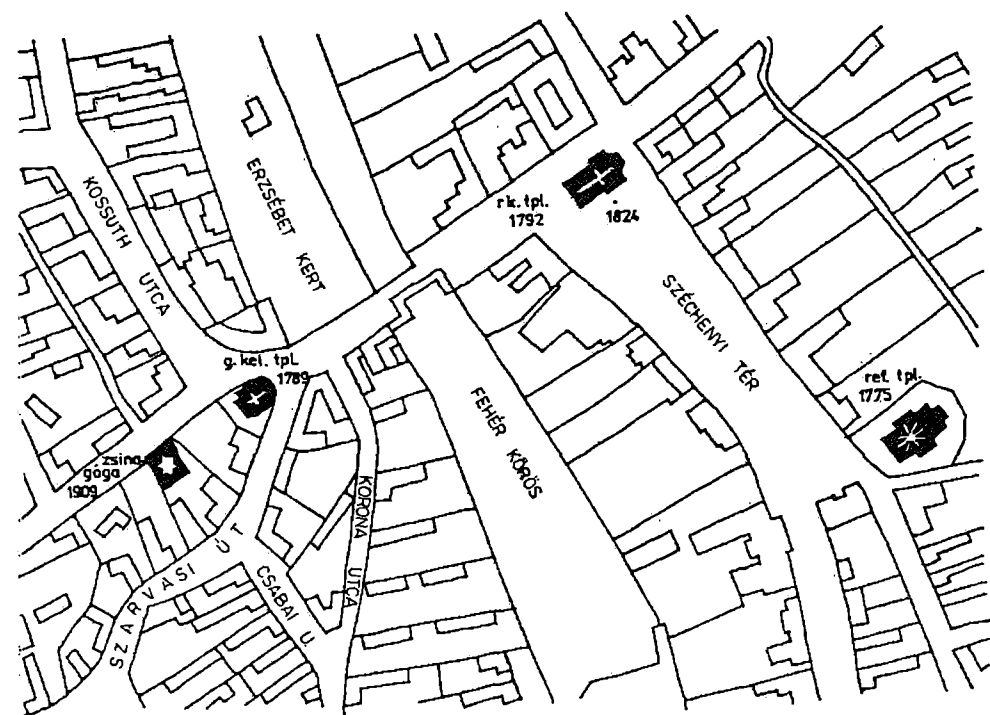 KOSSUTH UTCA
ERZSÉBET KERT
rk. tpl.
1792
1824
SZÉCHENYI TÉR
g. kel. tpl.
1789
ref. tpl.
1775
zsina-
góga
1909
FEHÉR KÖRÖS
KORONA UTCA
SZARVASI ÚT
CSABAI U.